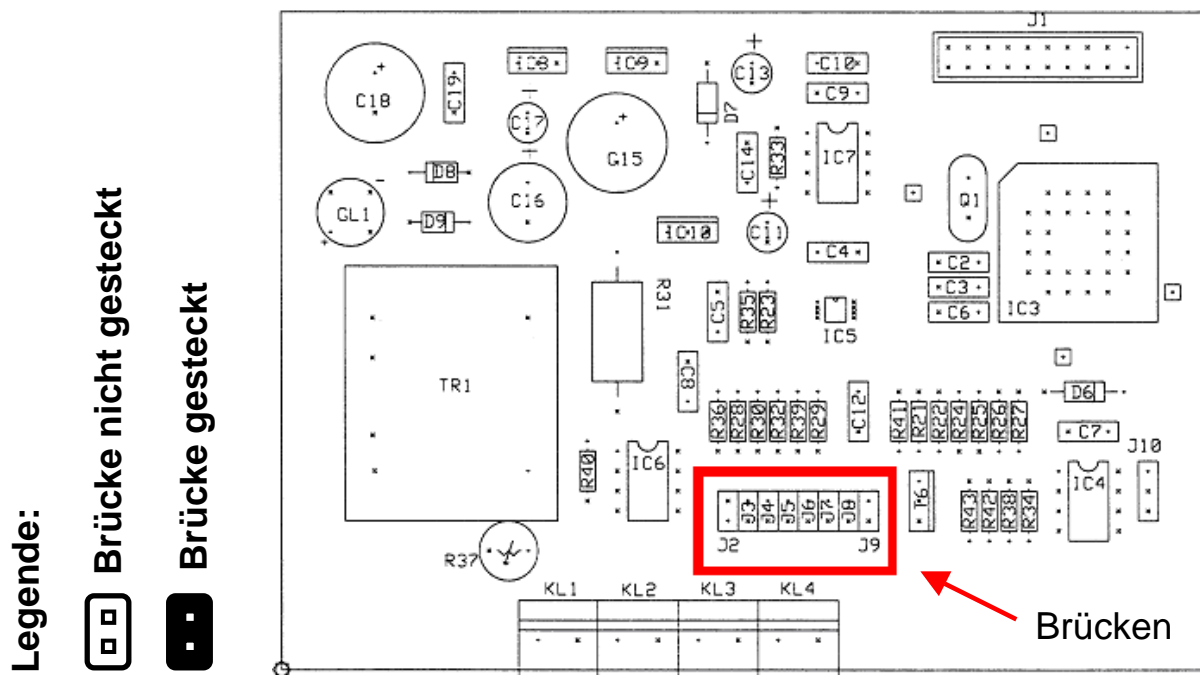 Legende:
Brücke nicht gesteckt
Brücke gesteckt
J1
C18
C19
IC8
IC9
C13
C10
C9
D7
C17
C15
C14
R33
IC7
D8
D9
GL1
C16
Q1
IC10
C11
C4
C2
C3
C6
IC3
TR1
R31
C5
R35
R23
IC5
C8
R36
R28
R30
R32
R39
R29
C12
R41
R21
R22
R24
R25
R26
R27
D6
C7
J10
R40
IC6
J3
J4
J5
J6
J7
J8
J2
J9
T6
R43
R42
R38
R34
IC4
R37
KL1
KL2
KL3
KL4
Brücken